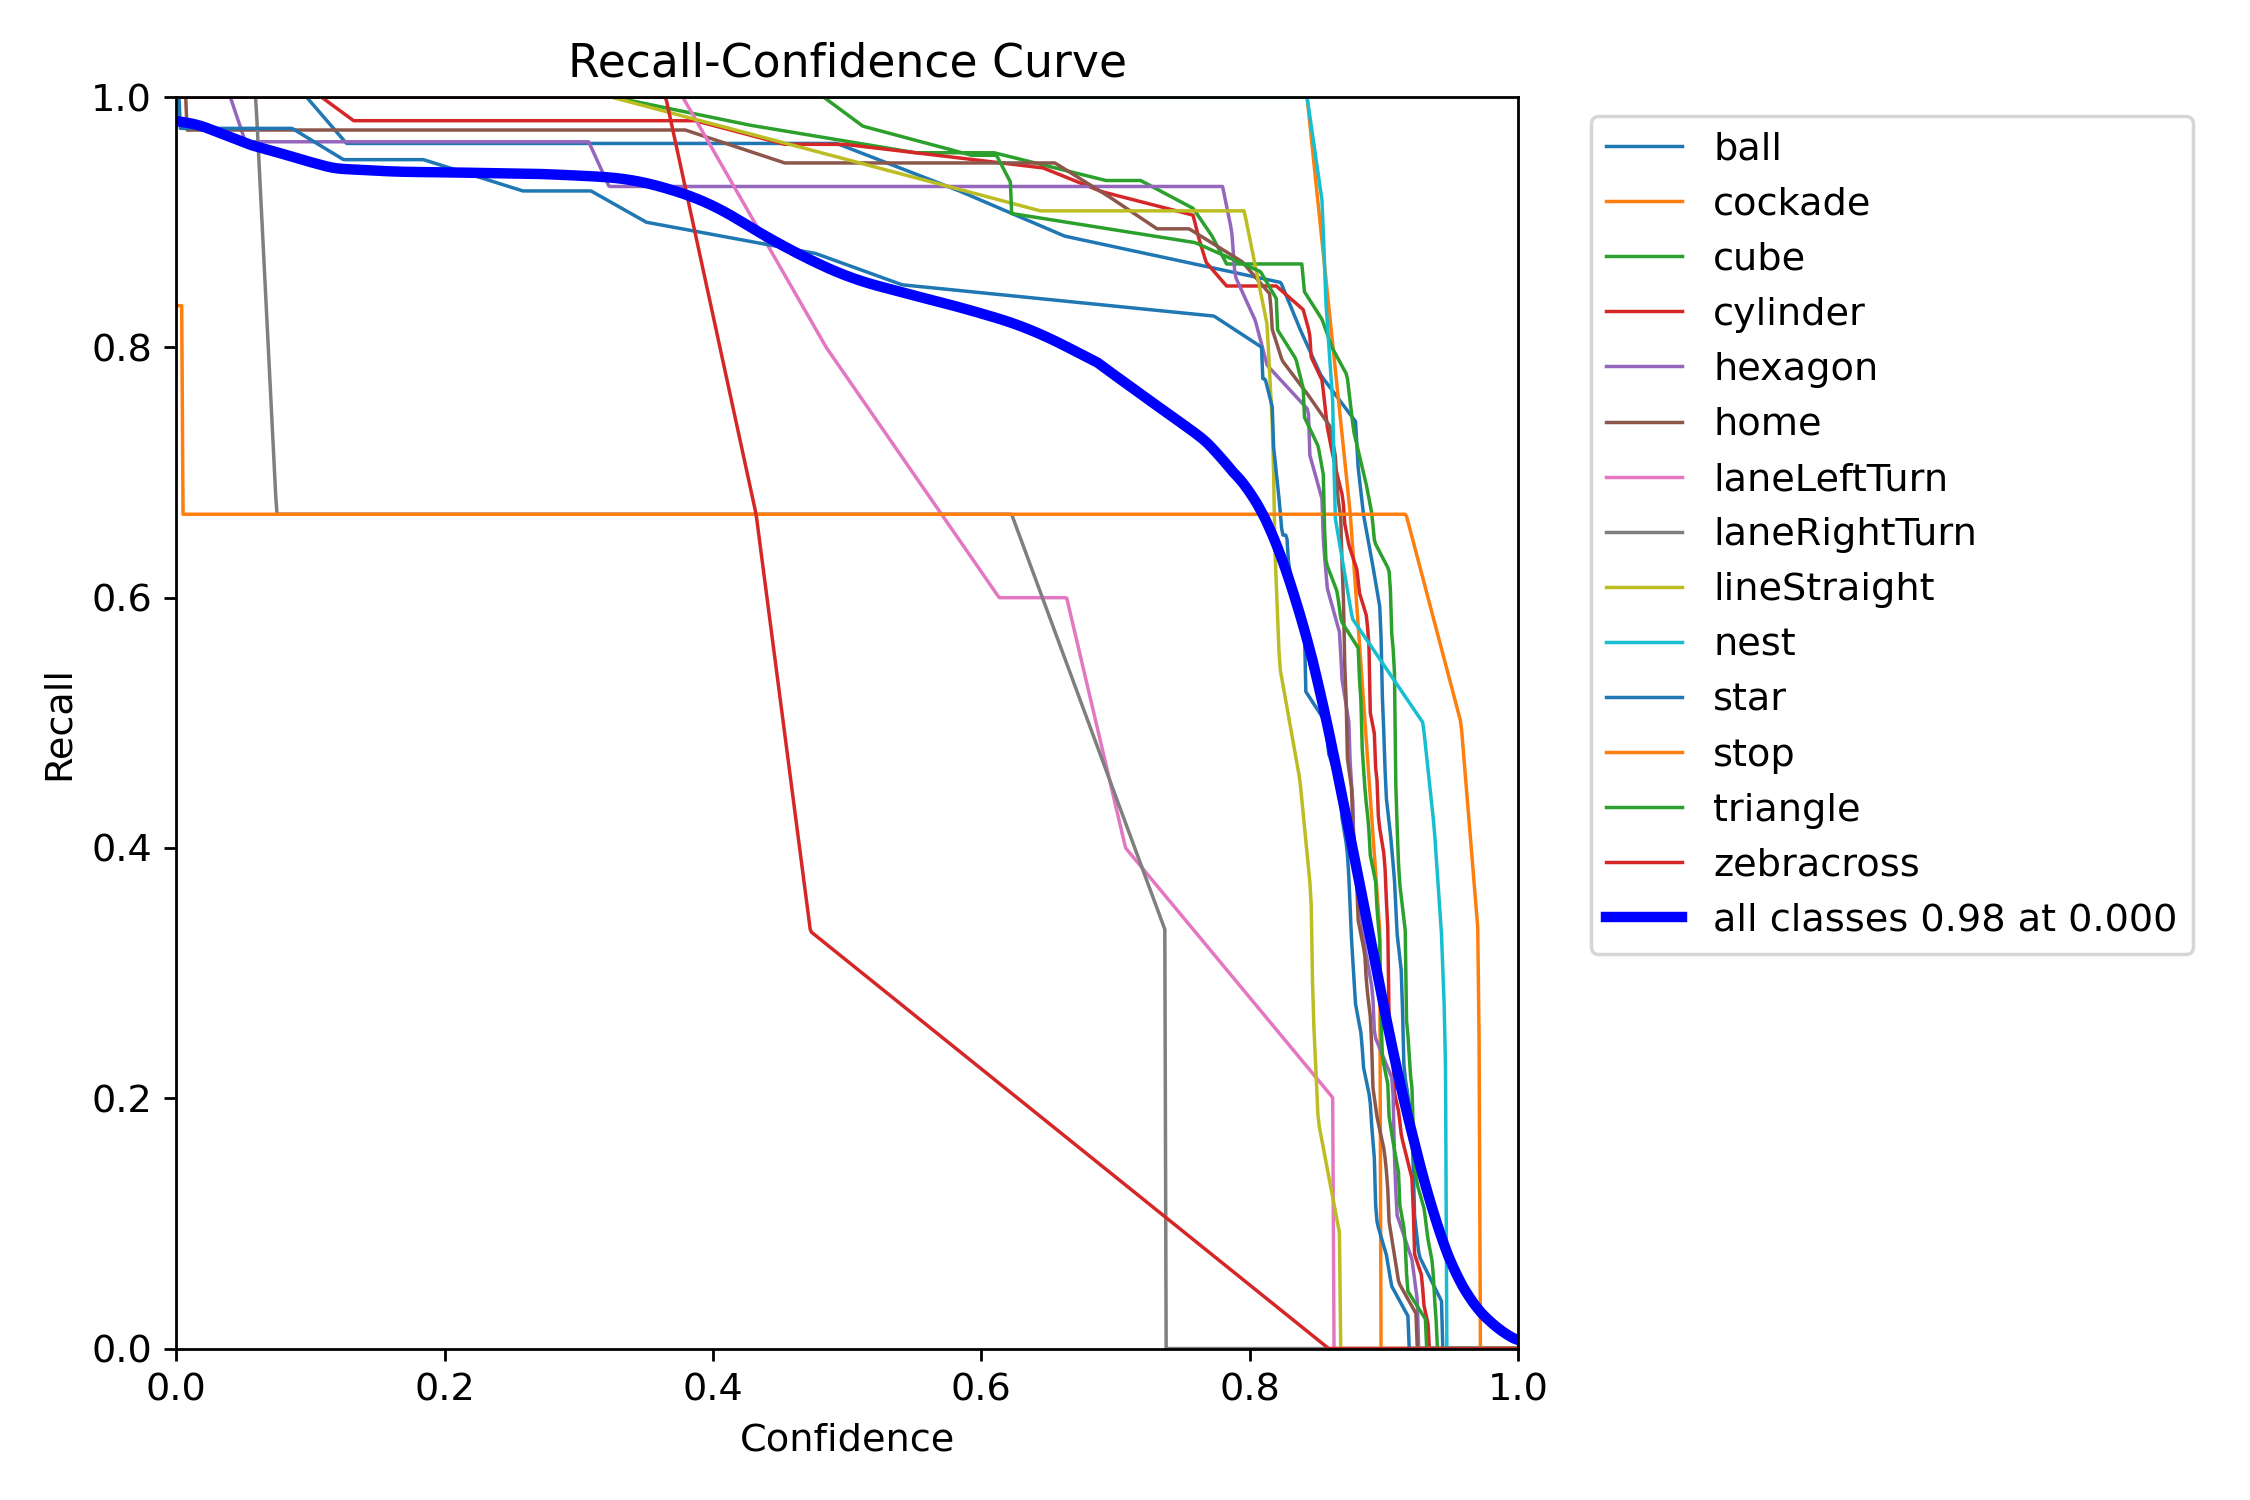 Recall-Confidence Curve
1.0
0.8
0.6
0.4
0.2
0.0
Recall
0.0 0.2 0.4 0.6 0.8 1.0
Confidence
ball
cockade
cube
cylinder
hexagon
home
laneLeftTurn
laneRightTurn
lineStraight
nest
star
stop
triangle
zebracross
all classes 0.98 at 0.000